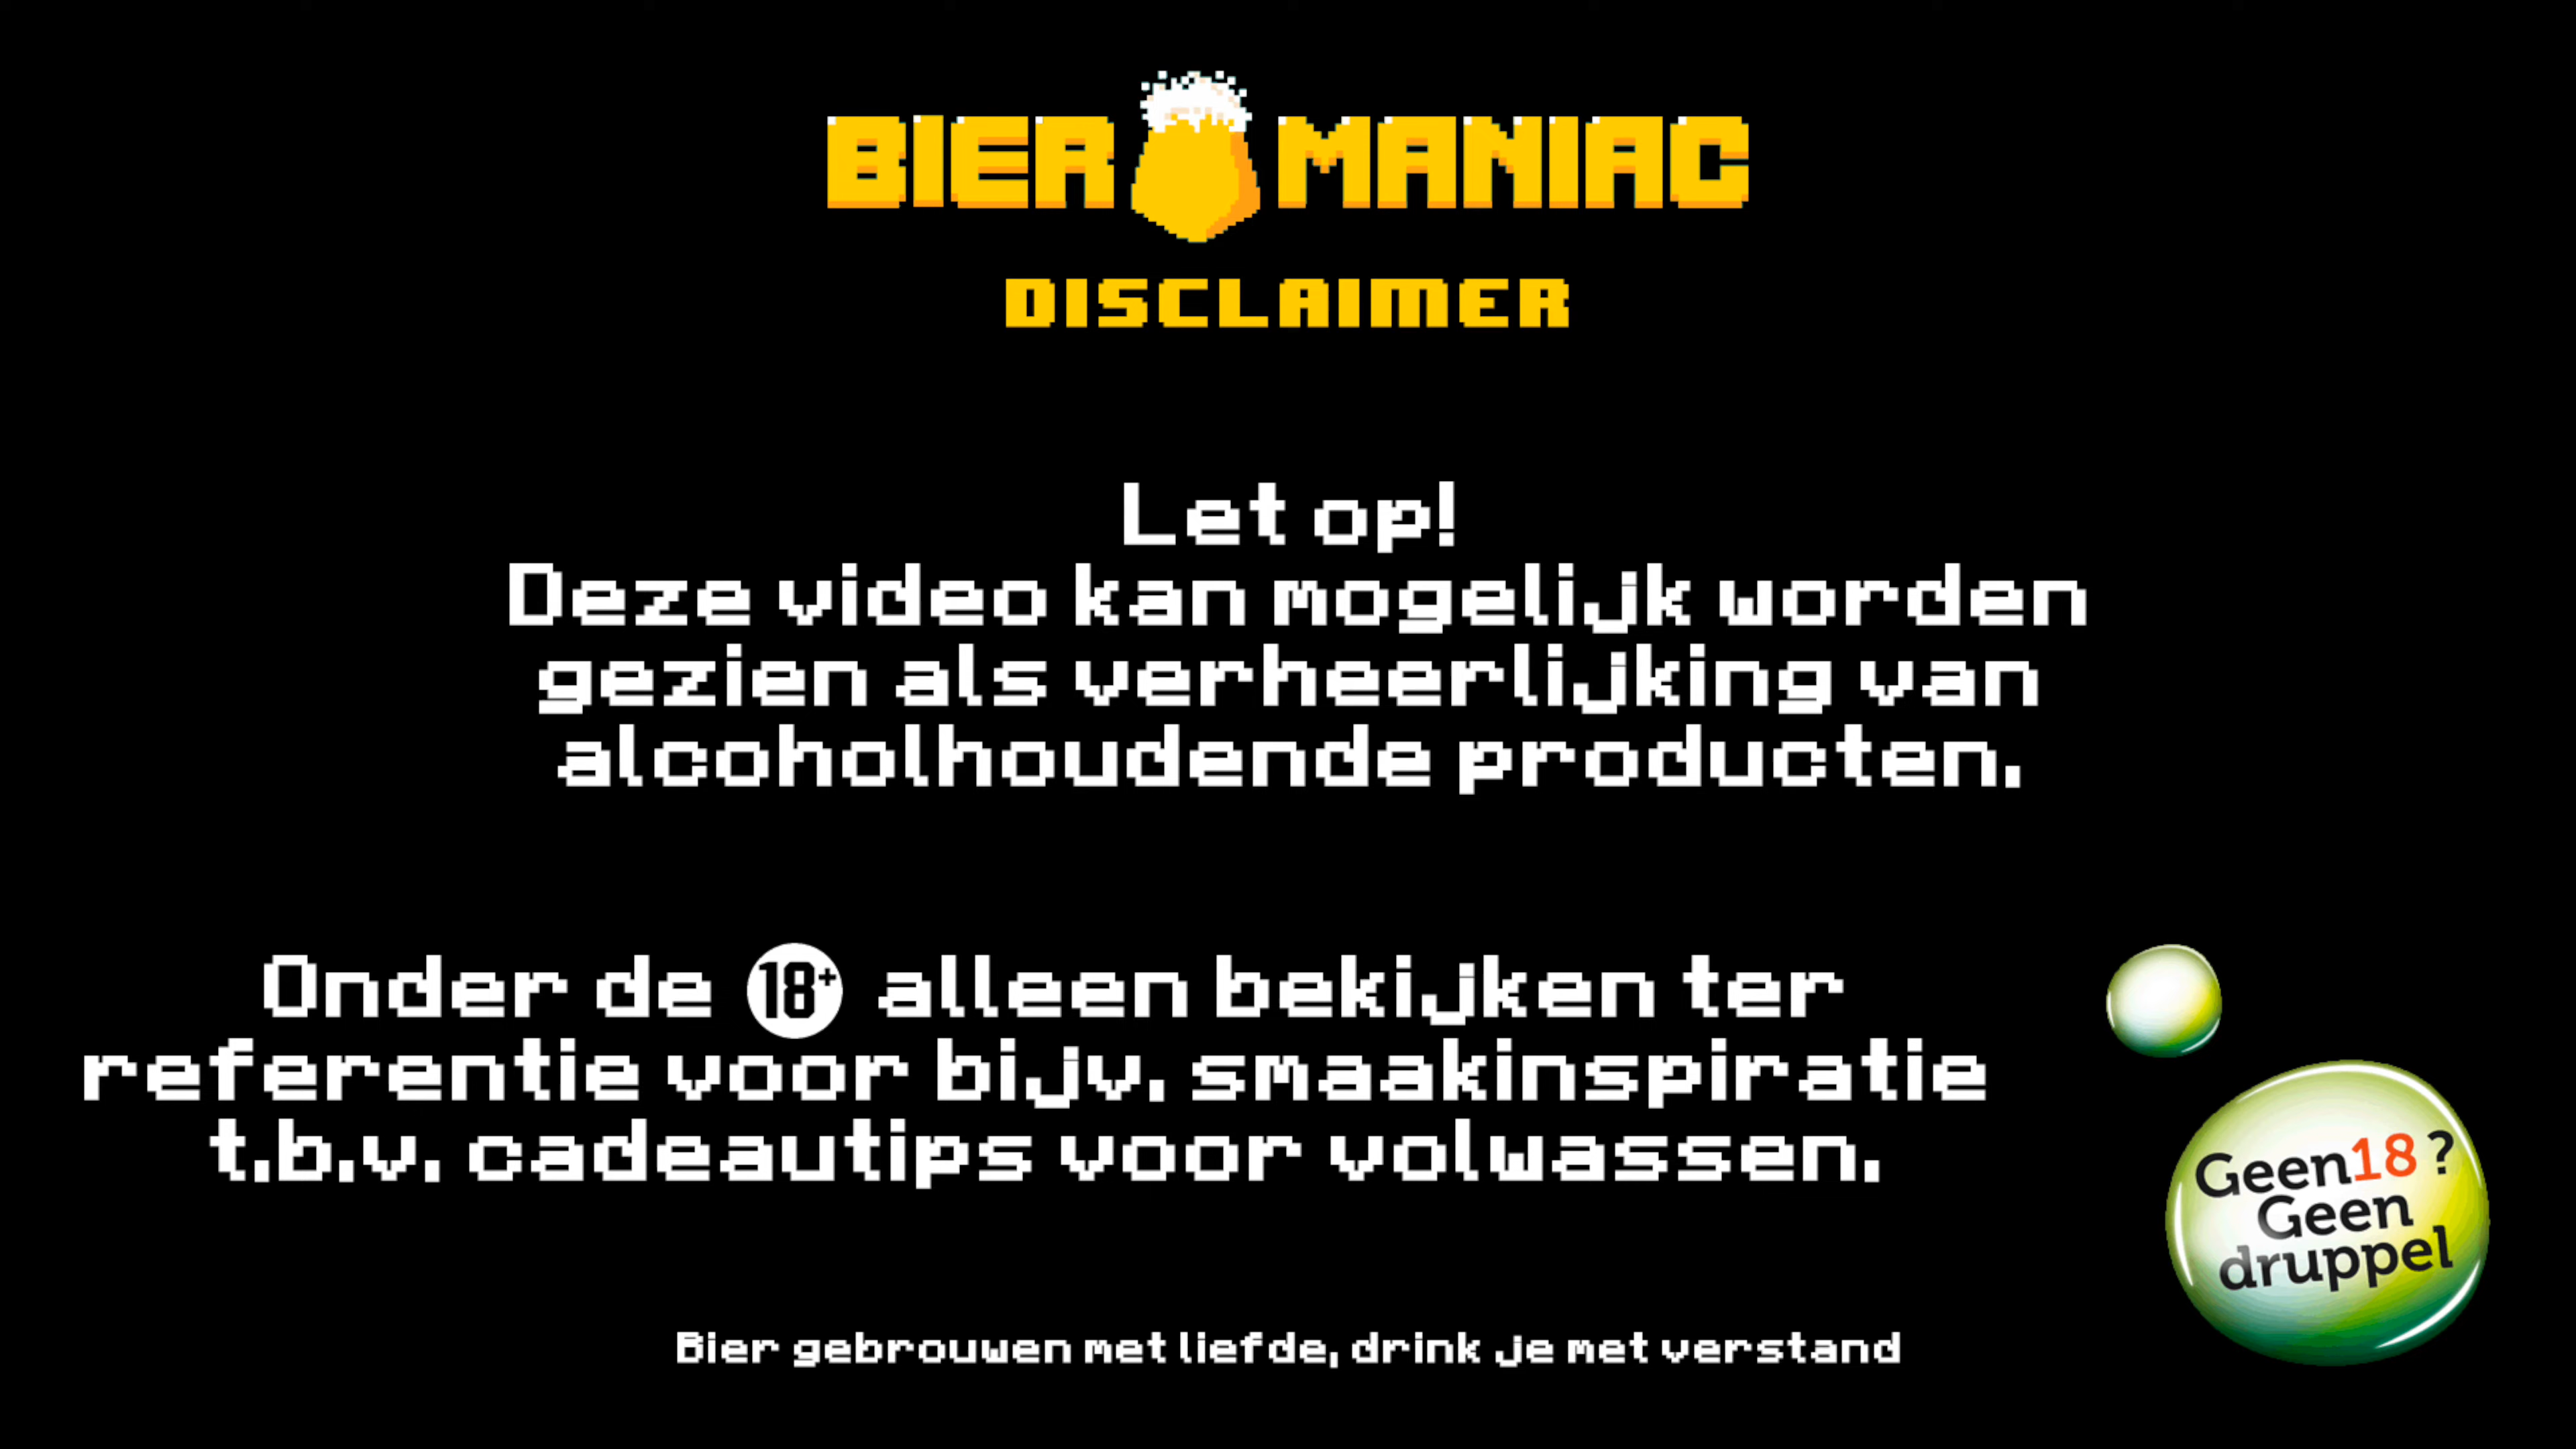 BIER MANIAC
DISCLAIMER
Let op!
Deze video kan mogelijk worden
gezien als verheerlijking van
alcoholhoudende producten.
Onder de 18+ alleen bekijken ter
referentie voor bijv. smaakinspiratie
t.b.v. cadeautips voor volwassen.
Geen18?
Geen
druppel
Bier gebrouwen met liefde, drink je met verstand